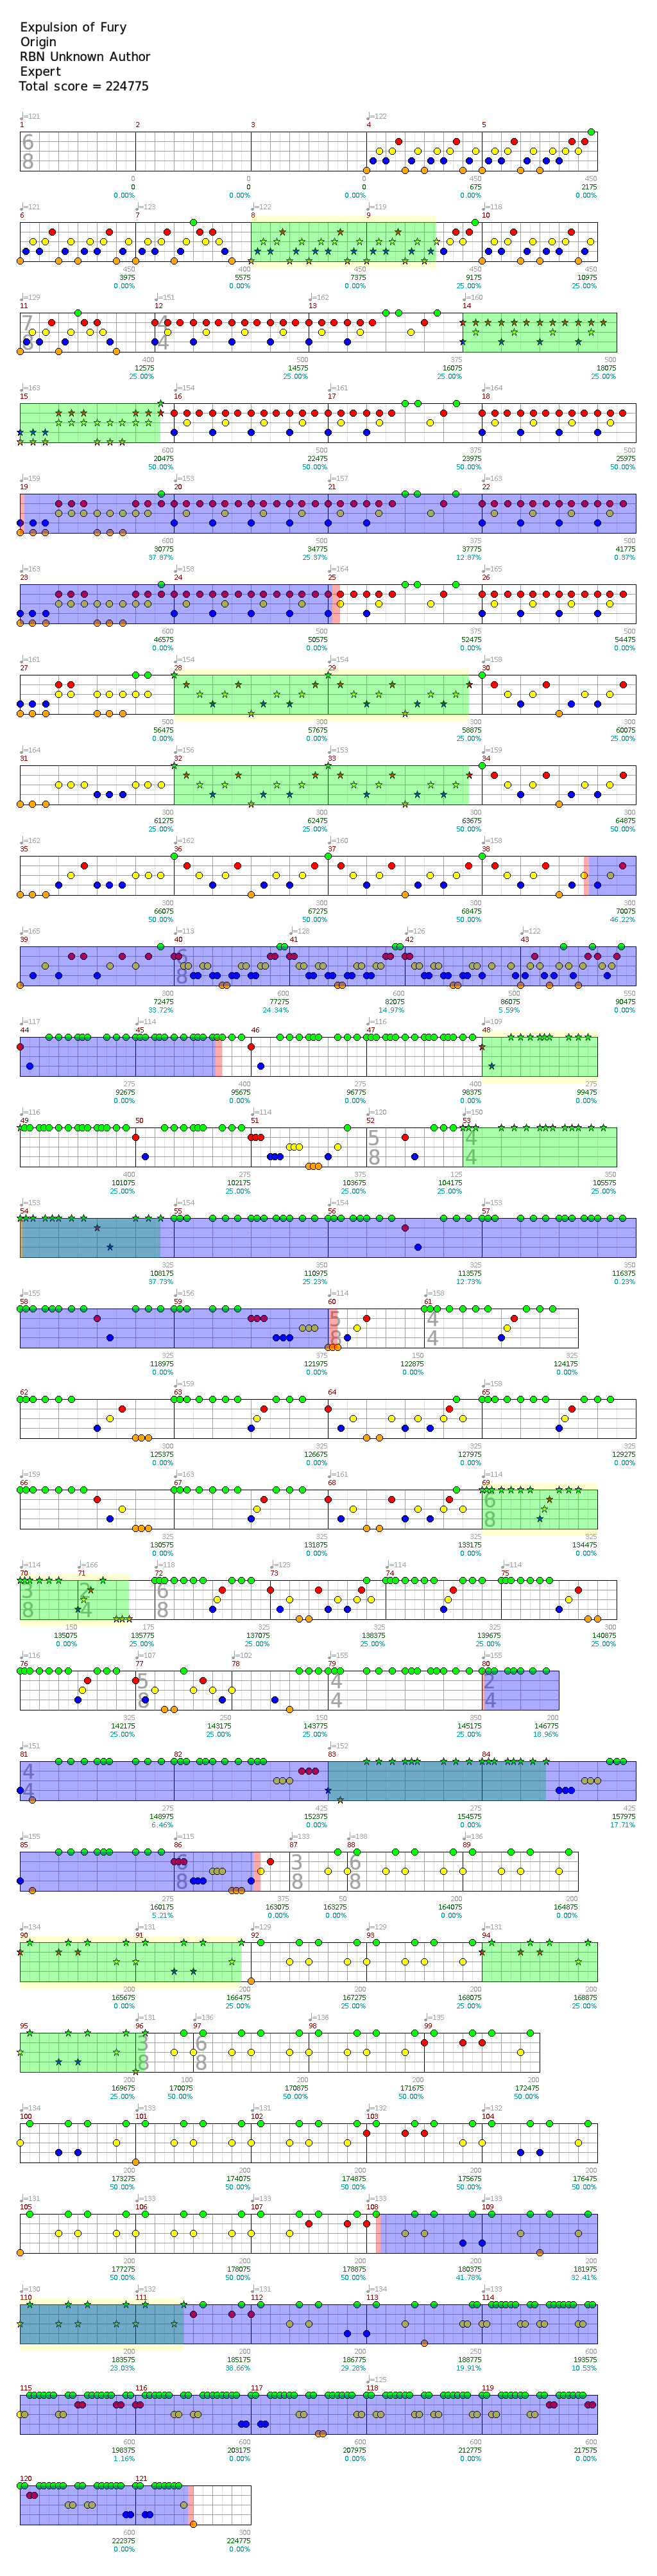 Expulsion of Fury
Origin
RBN Unknown Author
Expert
Total score = 224775
♩=121 ♩=122
1 2 3 4 5
6
8
0 0 0 450 450
0 0 0 675 2175
0.00% 0.00% 0.00% 0.00% 0.00%
♩=121 ♩=123 ♩=122 ♩=119 ♩=118
6 7 8 9 10
450 400 450 450 450
3975 5575 7375 9175 10975
0.00% 0.00% 0.00% 25.00% 25.00%
♩=129 ♩=151 ♩=162 ♩=160
11 12 13 14
7 4
8 4
400 500 375 500
12575 14575 16075 18075
25.00% 25.00% 25.00% 25.00%
♩=163 ♩=154 ♩=161 ♩=164
15 16 17 18
600 500 375 500
20475 22475 23975 25975
50.00% 50.00% 50.00% 50.00%
♩=159 ♩=153 ♩=157 ♩=163
19 20 21 22
600 500 375 500
30775 34775 37775 41775
37.87% 25.37% 12.87% 0.37%
♩=163 ♩=158 ♩=164 ♩=165
23 24 25 26
600 500 375 500
46575 50575 52475 54475
0.00% 0.00% 0.00% 0.00%
♩=161 ♩=154 ♩=154 ♩=158
27 28 29 30
500 300 300 300
56475 57675 58875 60075
0.00% 0.00% 25.00% 25.00%
♩=164 ♩=156 ♩=153 ♩=159
31 32 33 34
300 300 300 300
61275 62475 63675 64875
25.00% 25.00% 50.00% 50.00%
♩=162 ♩=162 ♩=160 ♩=158
35 36 37 38
300 300 300 300
66075 67275 68475 70075
50.00% 50.00% 50.00% 46.22%
♩=165 ♩=113 ♩=128 ♩=126 ♩=122
39 40 41 42 43
6
8
300 600 600 500 550
72475 77275 82075 86075 90475
33.72% 24.34% 14.97% 5.59% 0.00%
♩=117 ♩=114 ♩=116 ♩=109
44 45 46 47 48
275 400 275 400 275
92675 95675 96775 98375 99475
0.00% 0.00% 0.00% 0.00% 0.00%
♩=116 ♩=114 ♩=120 ♩=150
49 50 51 52 53
5 4
8 4
400 275 375 125 350
101075 102175 103675 104175 105575
25.00% 25.00% 25.00% 25.00% 25.00%
♩=153 ♩=154 ♩=154 ♩=153
54 55 56 57
325 350 325 350
108175 110975 113575 116375
37.73% 25.23% 12.73% 0.23%
♩=155 ♩=156 ♩=114 ♩=158
58 59 60 61
5 4
8 4
325 375 150 325
118975 121975 122875 124175
0.00% 0.00% 0.00% 0.00%
♩=159 ♩=158
62 63 64 65
300 325 325 325
125375 126675 127975 129275
0.00% 0.00% 0.00% 0.00%
♩=159 ♩=163 ♩=161 ♩=114
66 67 68 69
6
8
325 325 325 325
130575 131875 133175 134475
0.00% 0.00% 0.00% 0.00%
♩=114 ♩=166 ♩=118 ♩=123 ♩=114 ♩=114
70 71 72 73 74 75
3 2 6
8 4 8
150 175 325 325 325 300
135075 135775 137075 138375 139675 140875
0.00% 25.00% 25.00% 25.00% 25.00% 25.00%
♩=116 ♩=107 ♩=102 ♩=155 ♩=155
76 77 78 79 80
5 4 2
8 4 4
315 250 150 350 200
142175 143175 143775 145175 146775
25.00% 25.00% 25.00% 25.00% 18.96%
♩=151 ♩=152
81 82 83 84
4
4
275 425 275 425
148975 152375 154575 157975
6.46% 0.00% 0.00% 17.71%
♩=155 ♩=115 ♩=133 ♩=138 ♩=136
85 86 87 88 89
6 3 6
8 8 8
275 375 50 200 200
160175 163075 163275 164075 164875
5.21% 0.00% 0.00% 0.00% 0.00%
♩=134 ♩=131 ♩=129 ♩=129 ♩=131
90 91 92 93 94
200 200 200 200 200
165675 166475 167275 168075 168875
0.00% 25.00% 25.00% 25.00% 25.00%
♩=131 ♩=136 ♩=136 ♩=135
95 96 97 98 99
3 6
8 8
200 100 200 200 200
169675 170075 170875 171675 172475
25.00% 50.00% 50.00% 50.00% 50.00%
♩=134 ♩=131 ♩=131 ♩=132 ♩=132
100 101 102 103 104
200 200 200 200 200
173275 174075 174875 175675 176475
50.00% 50.00% 50.00% 50.00% 50.00%
♩=131 ♩=133 ♩=133 ♩=133
105 106 107 108 109
200 200 200 200 200
177275 178075 178875 180375 181975
50.00% 50.00% 50.00% 41.78% 32.41%
♩=130 ♩=132 ♩=131 ♩=133
110 111 112 113 114
200 200 200 250 600
183575 185175 186775 188775 193575
23.03% 38.66% 29.28% 19.91% 10.53%
♩=125
115 116 117 118 119
600 600 600 600 600
198375 203175 207975 212775 217575
1.16% 0.00% 0.00% 0.00% 0.00%
120 121
600 300
222375 224775
0.00% 0.00%